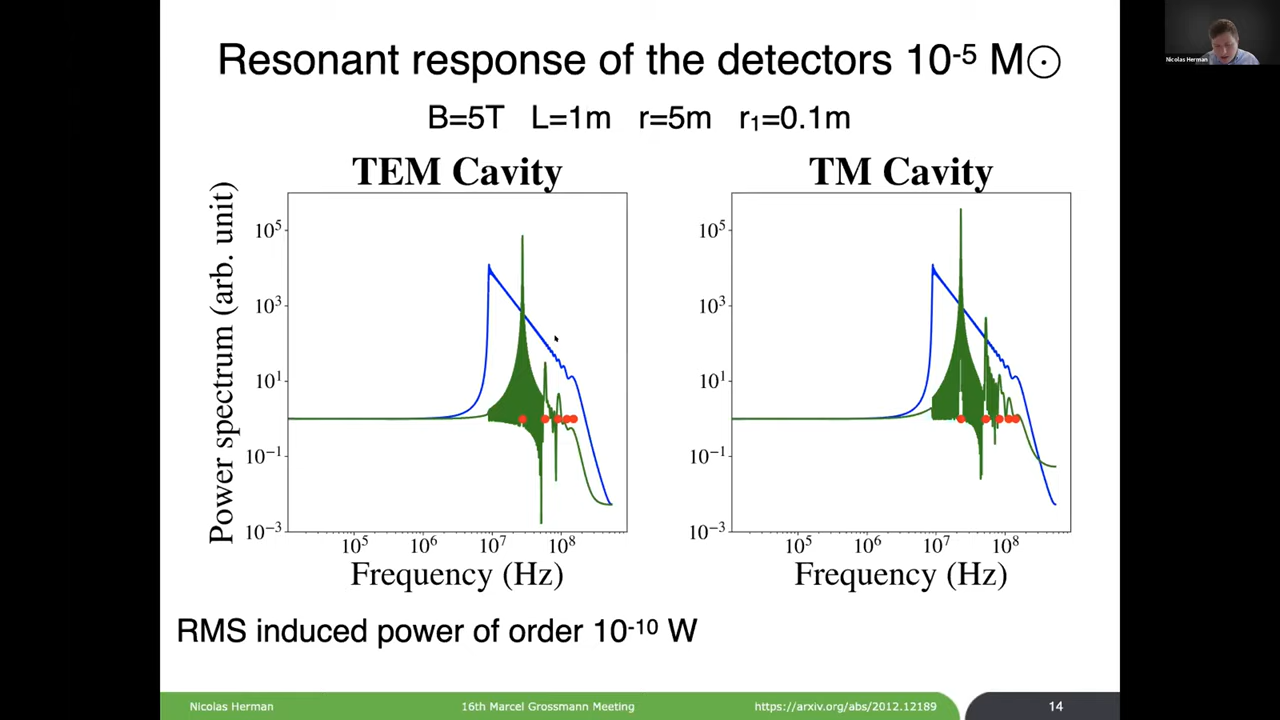 Resonant response of the detectors 10⁻⁵ M☉
B=5T L=1m r=5m r₁=0.1m
TEM Cavity
TM Cavity
Power spectrum (arb. unit)
10⁵
10³
10¹
10⁻¹
10⁻³
10⁵ 10⁶ 10⁷ 10⁸
Frequency (Hz)
10⁵
10³
10¹
10⁻¹
10⁻³
10⁵ 10⁶ 10⁷ 10⁸
Frequency (Hz)
RMS induced power of order 10⁻¹⁰ W
Nicolas Herman 16th Marcel Grossmann Meeting https://arxiv.org/abs/2012.12189 14
Nicolas Herman